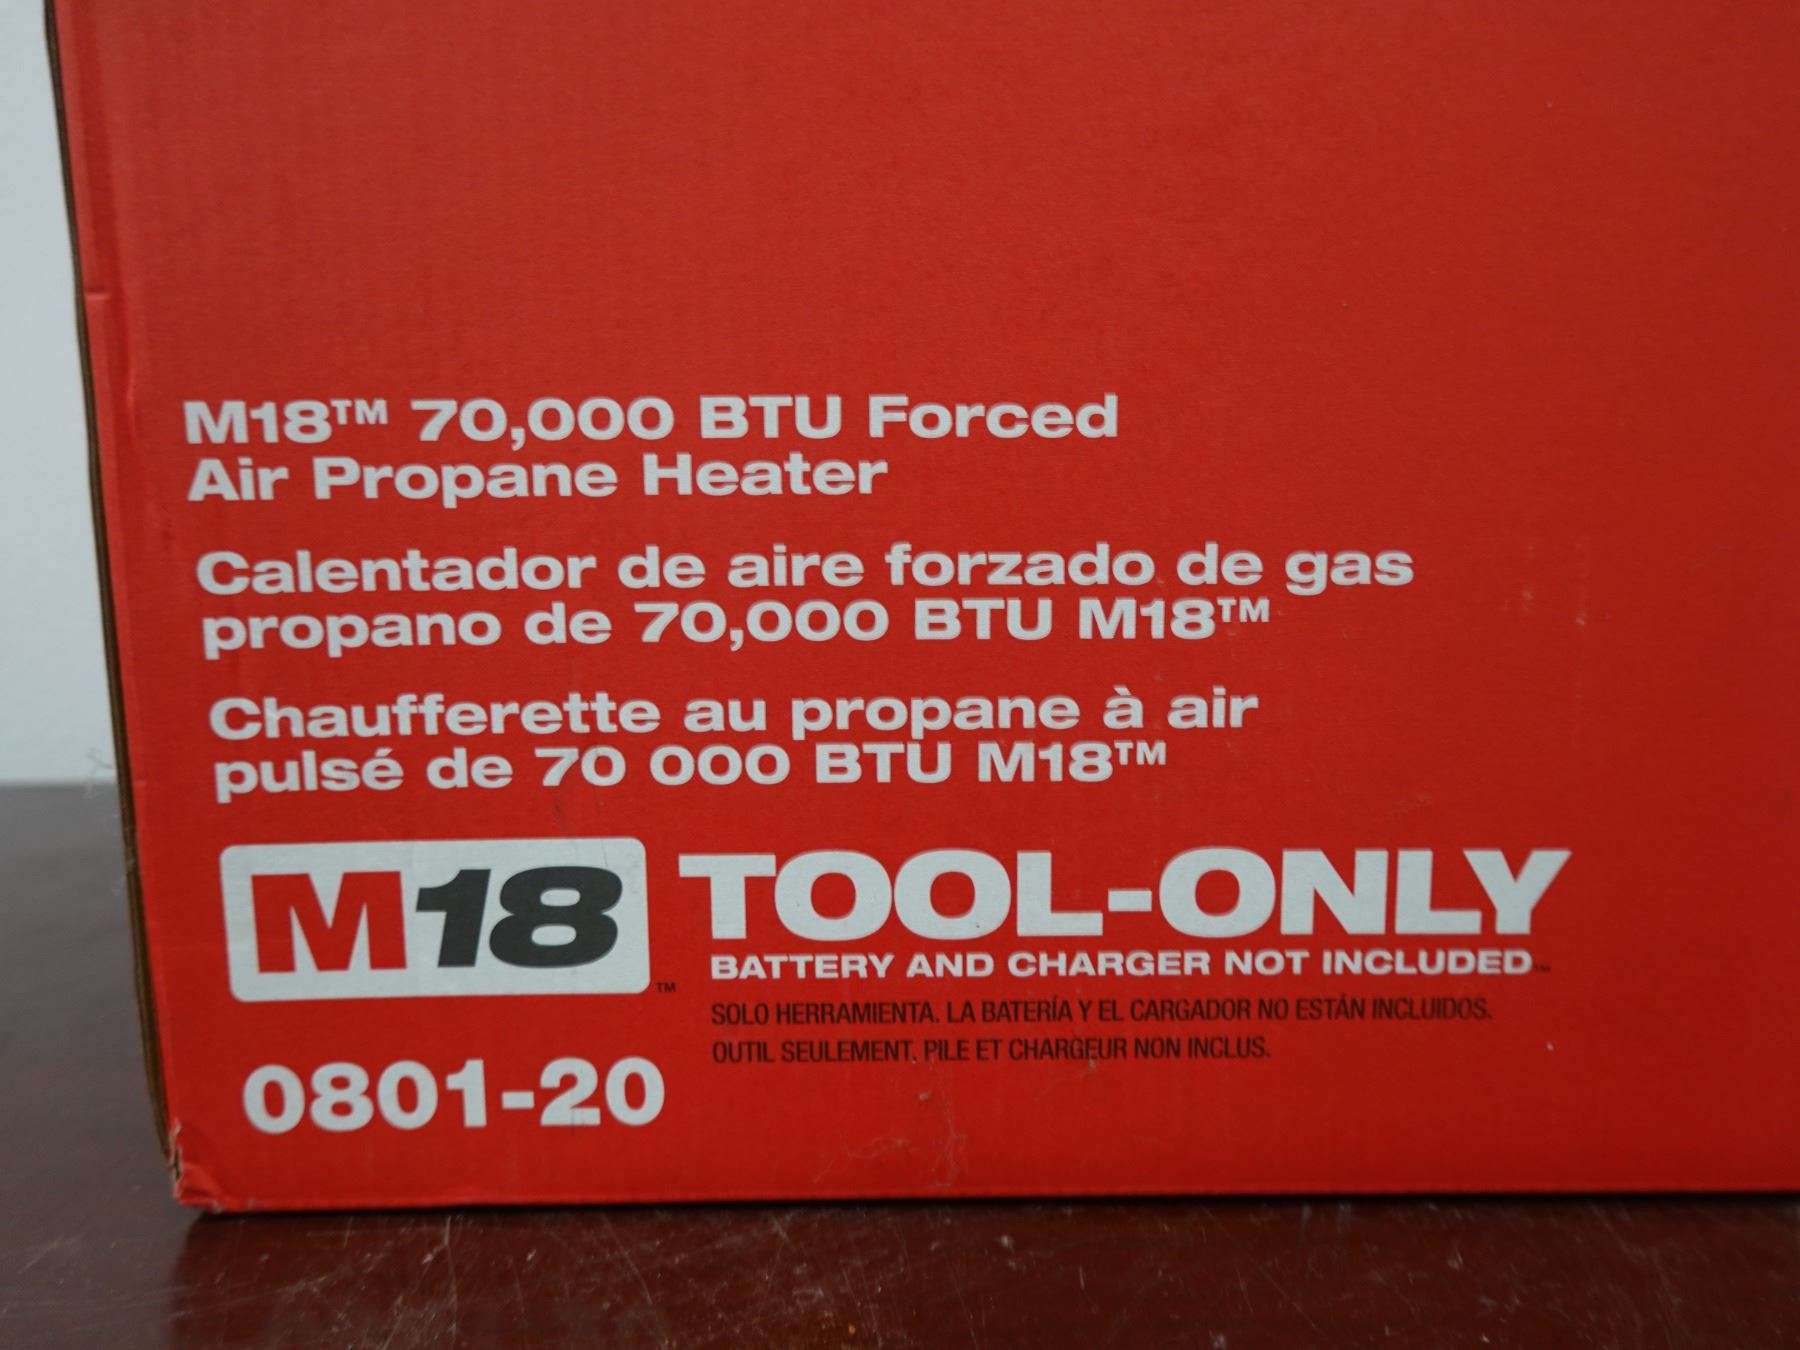 M18™ 70,000 BTU Forced
Air Propane Heater
Calentador de aire forzado de gas
propano de 70,000 BTU M18™
Chaufferette au propane à air
pulsé de 70 000 BTU M18™
M18™ TOOL-ONLY™
BATTERY AND CHARGER NOT INCLUDED
SOLO HERRAMIENTA. LA BATERÍA Y EL CARGADOR NO ESTÁN INCLUIDOS.
OUTIL SEULEMENT. PILE ET CHARGEUR NON INCLUS.
0801-20